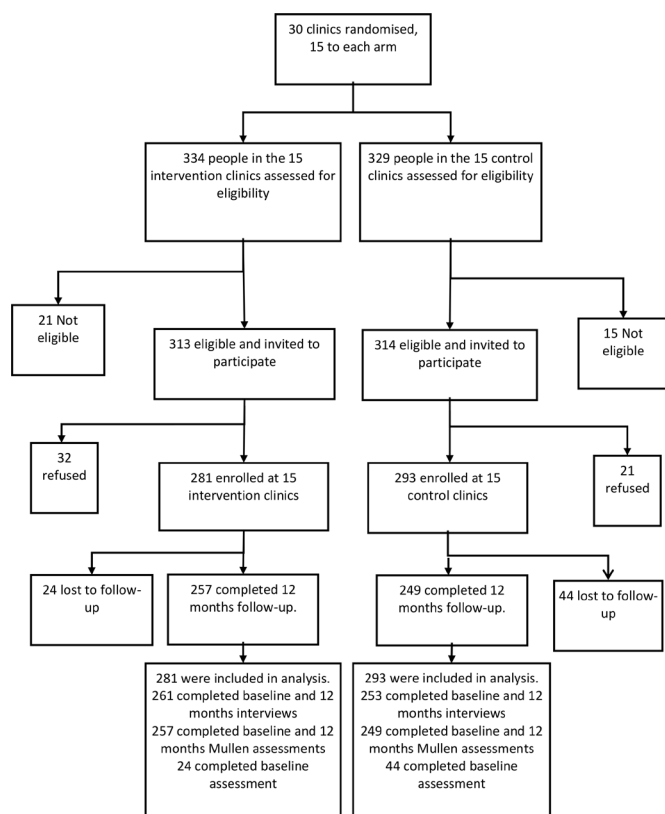 30 clinics randomised,
15 to each arm
334 people in the 15
intervention clinics assessed for
eligibility
329 people in the 15 control
clinics assessed for eligibility
21 Not
eligible
313 eligible and invited to
participate
314 eligible and invited to
participate
15 Not
eligible
32
refused
281 enrolled at 15
intervention clinics
293 enrolled at 15
control clinics
21
refused
24 lost to follow-
up
257 completed 12
months follow-up.
249 completed 12
months follow-up.
44 lost to follow-
up
281 were included in analysis.
261 completed baseline and 12
months interviews
257 completed baseline and 12
months Mullen assessments
24 completed baseline
assessment
293 were included in analysis.
253 completed baseline and 12
months interviews
249 completed baseline and 12
months Mullen assessments
44 completed baseline
assessment